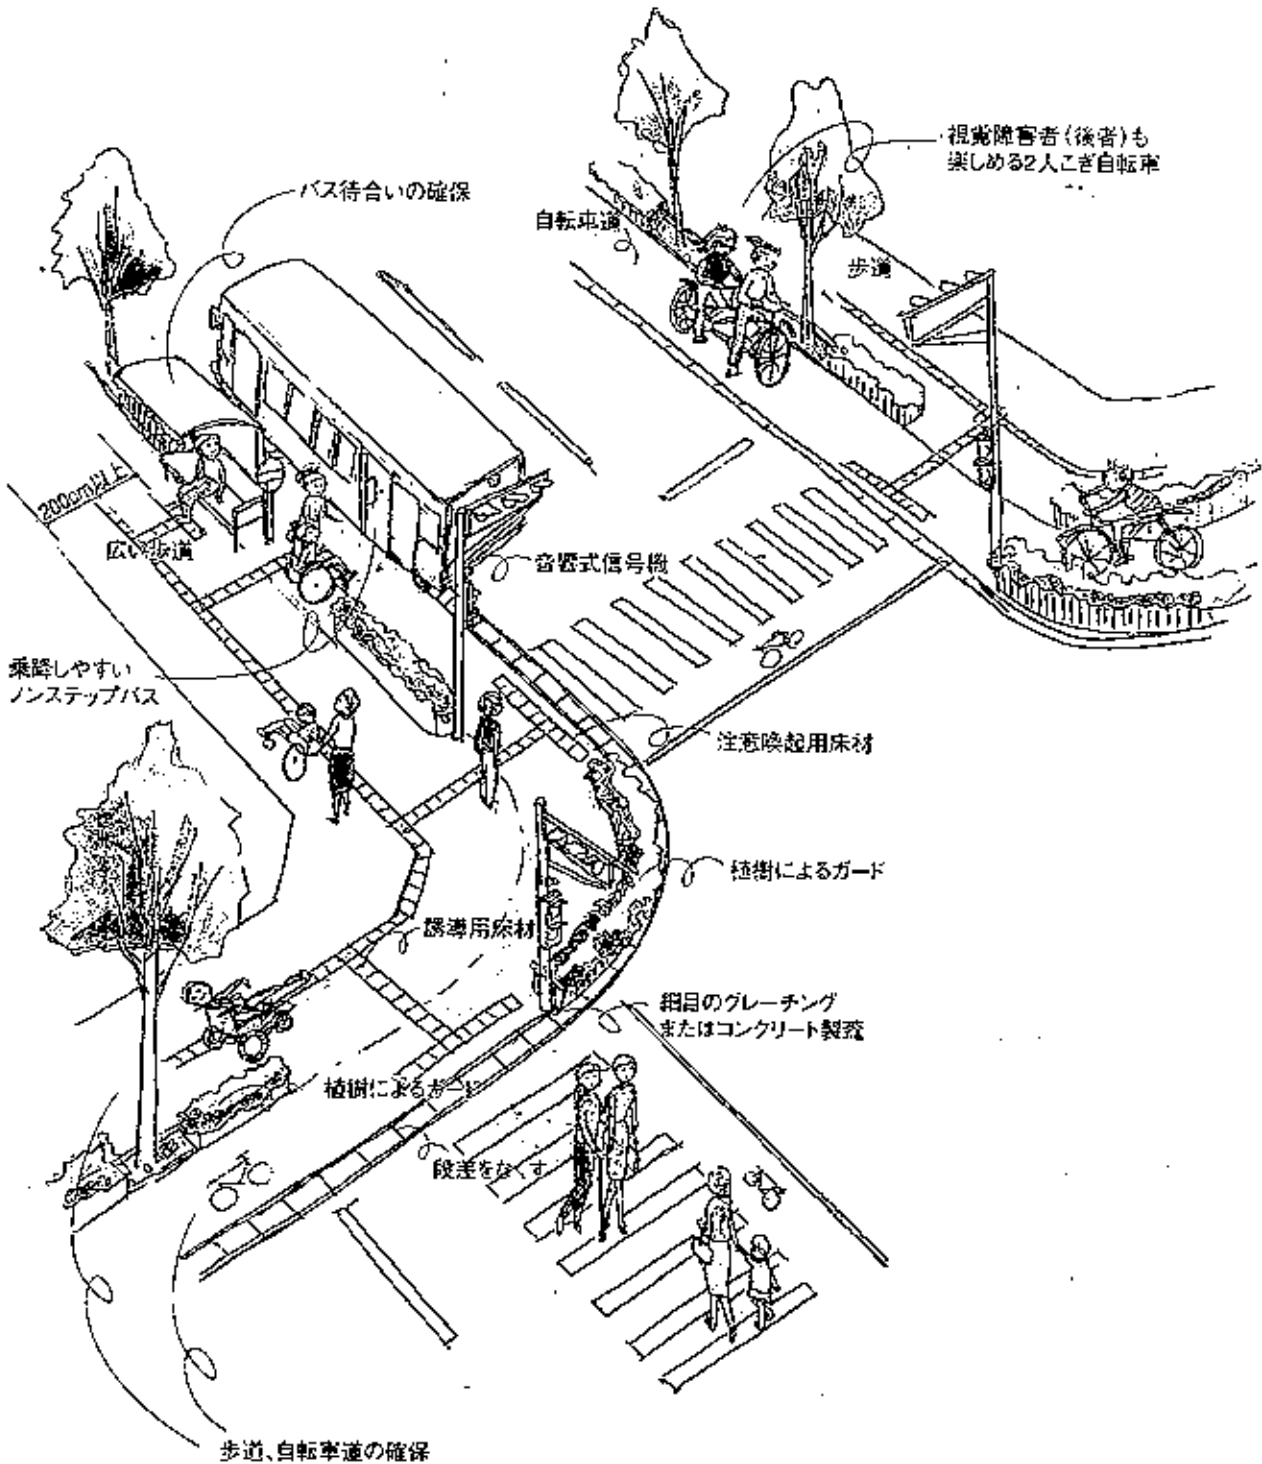 視覚障害者(後者)も
楽しめる2人こぎ自転車
バス待合いの確保
自転車道
歩道
200cm以上
広い歩道
音響式信号機
乗降しやすい
ノンステップバス
注意喚起用床材
植樹によるガード
誘導用床材
細目のグレーチング
またはコンクリート製蓋
植樹によるガード
段差をなくす
歩道、自転車道の確保